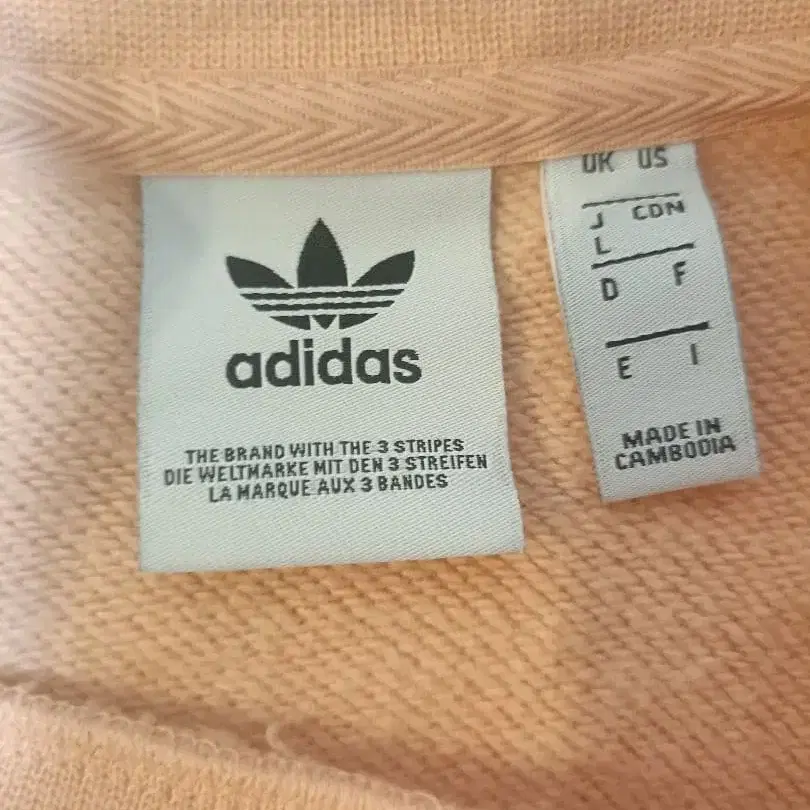 adidas
THE BRAND WITH THE 3 STRIPES
DIE WELTMARKE MIT DEN 3 STREIFEN
LA MARQUE AUX 3 BANDES
UK US
J CDN
L
D F
E I
MADE IN
CAMBODIA